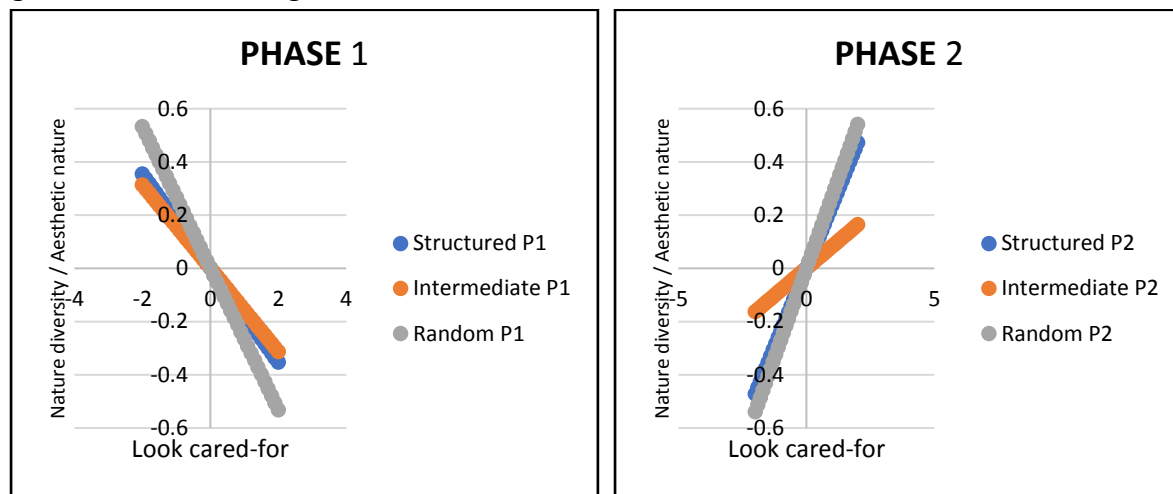 PHASE 1
Nature diversity / Aesthetic nature
0.6
0.4
0.2
0
-0.2
-0.4
-0.6
-4
-2
0
2
4
Look cared-for
Structured P1
Intermediate P1
Random P1
PHASE 2
Nature diversity / Aesthetic nature
0.6
0.4
0.2
0
-0.2
-0.4
-0.6
-5
0
5
Look cared-for
Structured P2
Intermediate P2
Random P2